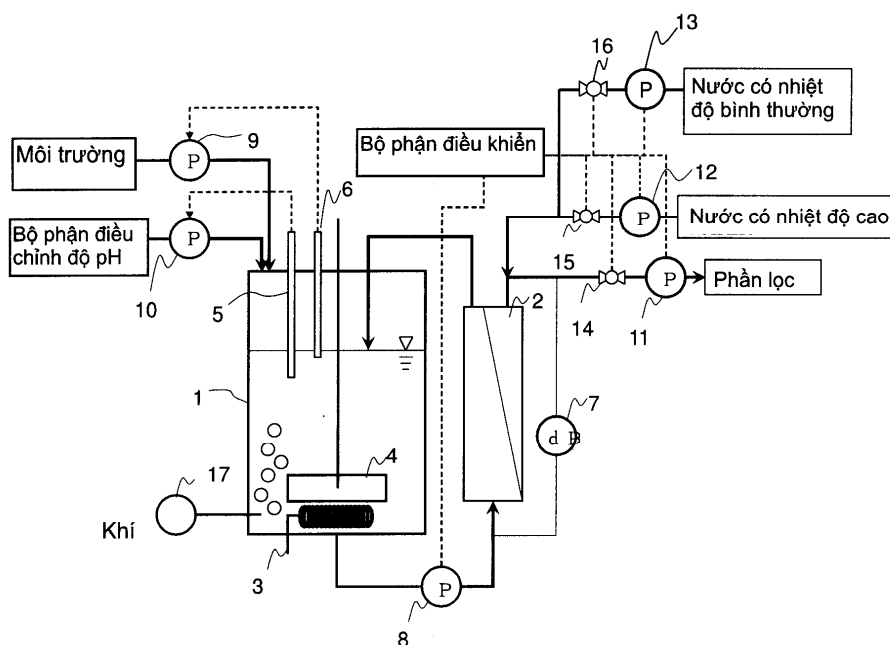 13
16
P
Nước có nhiệt
độ bình thường
9
Môi trường
P
Bộ phận điều khiển
6
12
P
Nước có nhiệt độ cao
Bộ phận điều
chỉnh độ pH
P
10
5
15
2
14
P
11
Phần lọc
1
7
d P
17
4
Khí
3
P
8